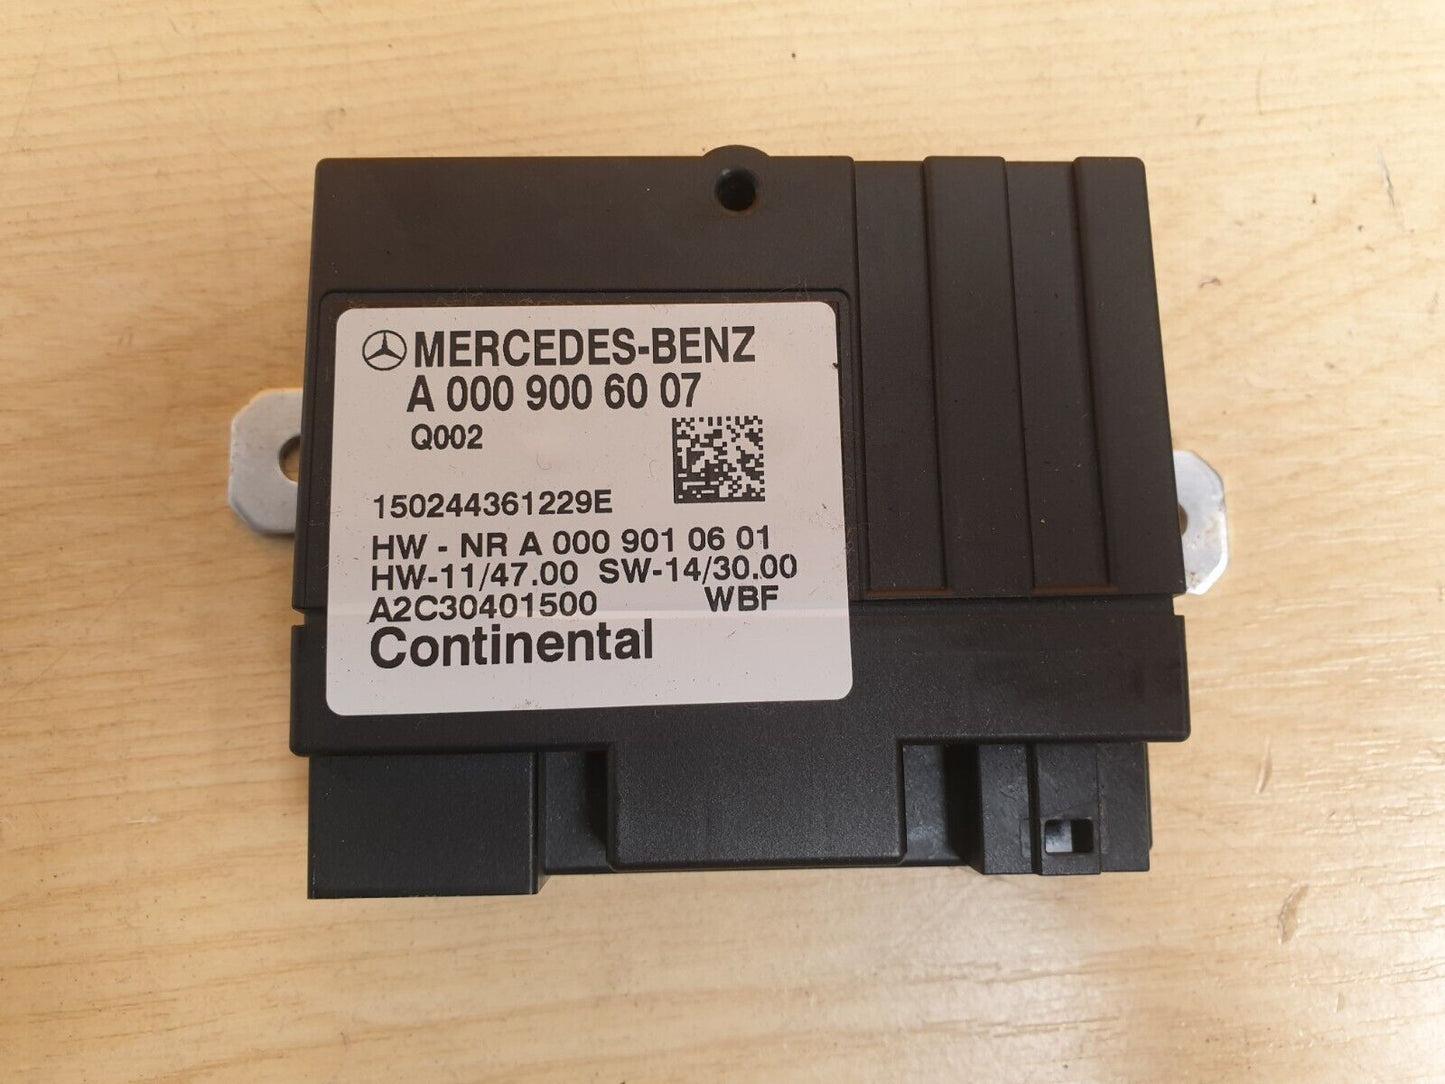 MERCEDES-BENZ
A 000 900 60 07
Q002
150244361229E
HW - NR A 000 901 06 01
HW-11/47.00 SW-14/30.00
A2C30401500 WBF
Continental